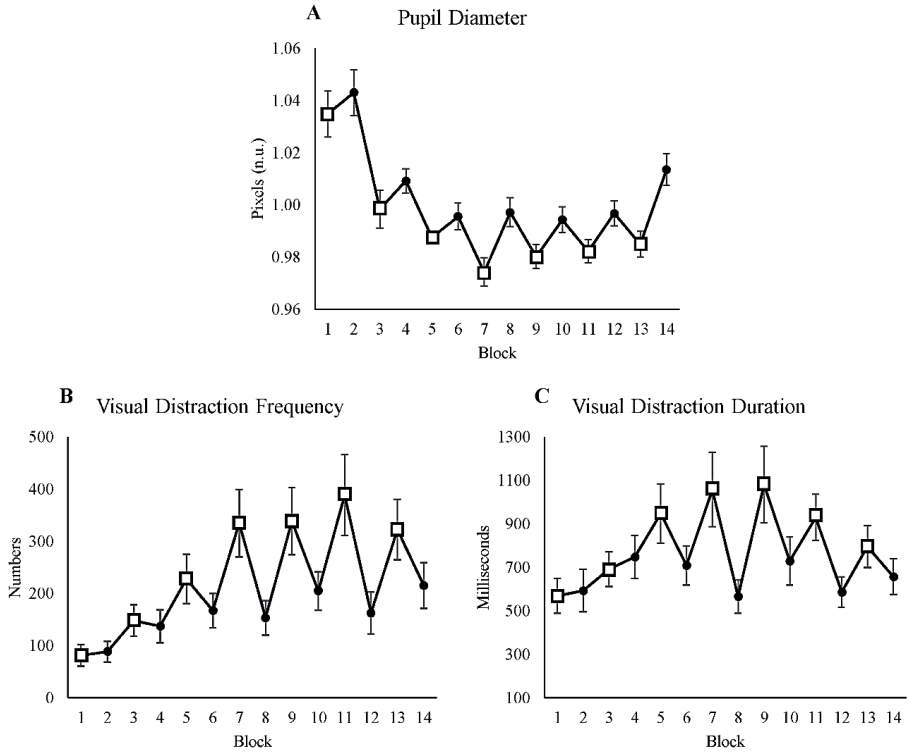 A
Pupil Diameter
1.06
1.04
1.02
1.00
0.98
0.96
Pixels (n.u.)
1 2 3 4 5 6 7 8 9 10 11 12 13 14
Block
B
Visual Distraction Frequency
500
400
300
200
100
0
Numbers
1 2 3 4 5 6 7 8 9 10 11 12 13 14
Block
C
Visual Distraction Duration
1300
1100
900
700
500
300
100
Milliseconds
1 2 3 4 5 6 7 8 9 10 11 12 13 14
Block